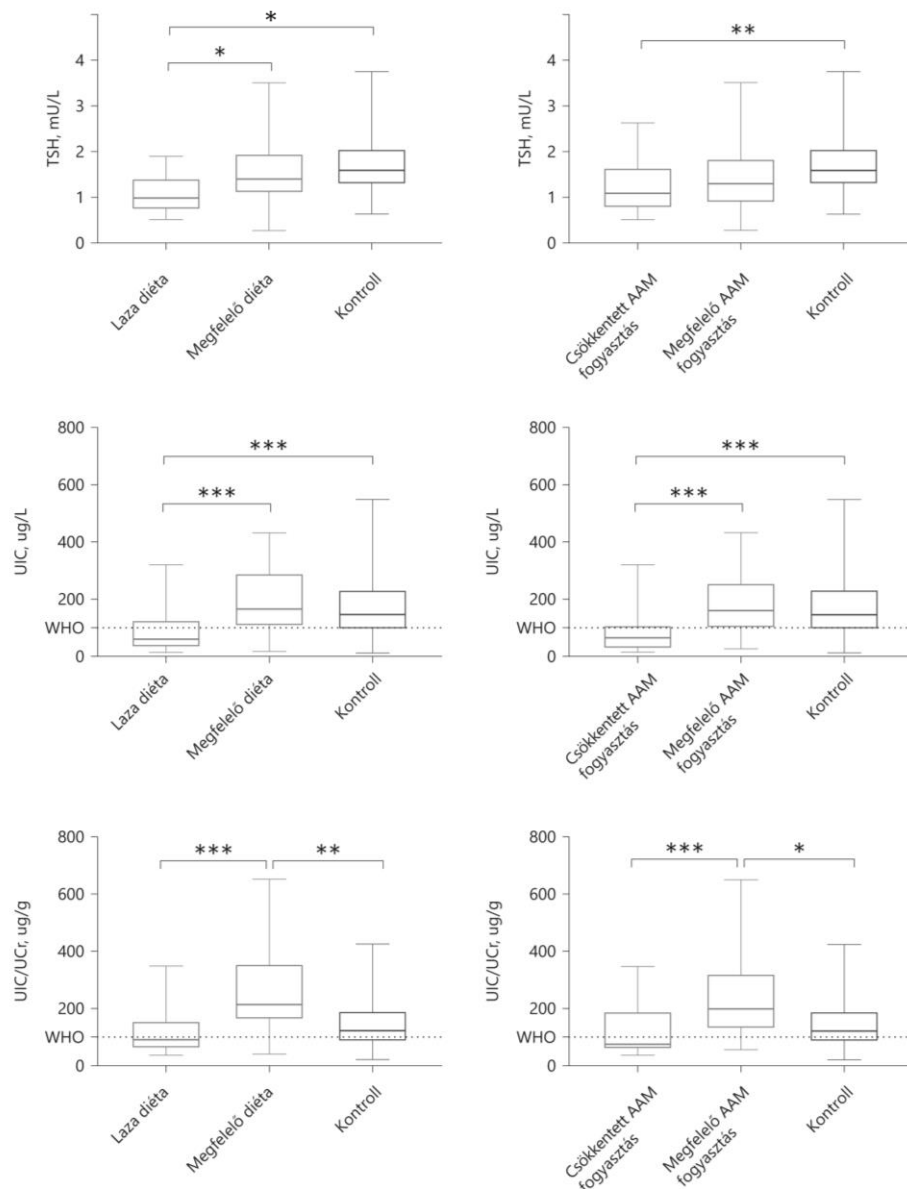 *
*
4
3
2
1
0
TSH, mU/L
Laza diéta
Megfelelő diéta
Kontroll
**
4
3
2
1
0
TSH, mU/L
Csökkentett AAM
fogyasztás
Megfelelő AAM
fogyasztás
Kontroll
800
600
400
200
WHO
0
UIC, ug/L
***
***
Laza diéta
Megfelelő diéta
Kontroll
800
600
400
200
WHO
0
UIC, ug/L
***
***
Csökkentett AAM
fogyasztás
Megfelelő AAM
fogyasztás
Kontroll
800
600
400
200
WHO
0
UIC/UCr, ug/g
***
**
Laza diéta
Megfelelő diéta
Kontroll
800
600
400
200
WHO
0
UIC/UCr, ug/g
***
*
Csökkentett AAM
fogyasztás
Megfelelő AAM
fogyasztás
Kontroll